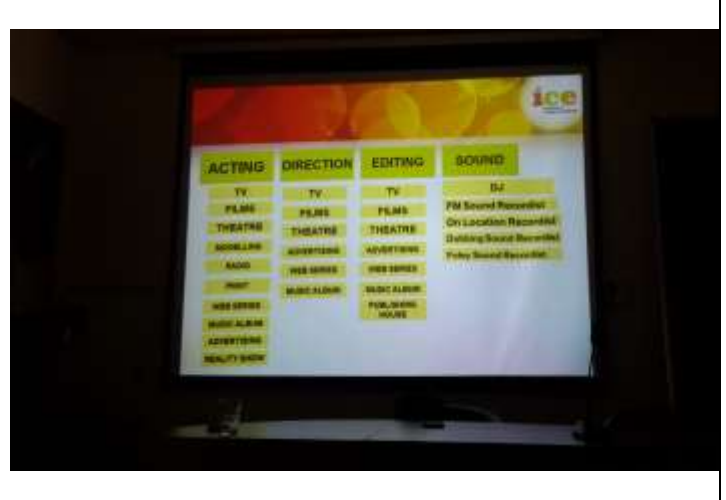 ice
ACTING
TV
FILMS
THEATRE
MODELLING
RADIO
PRINT
WEB SERIES
MUSIC ALBUM
ADVERTISING
REALITY SHOW
DIRECTION
TV
FILMS
THEATRE
ADVERTISING
WEB SERIES
MUSIC ALBUM
EDITING
TV
FILMS
THEATRE
ADVERTISING
WEB SERIES
MUSIC ALBUM
PUBLISHING
HOUSE
SOUND
DJ
FM Sound Recordist
On Location Recordist
Dubbing Sound Recordist
Foley Sound Recordist